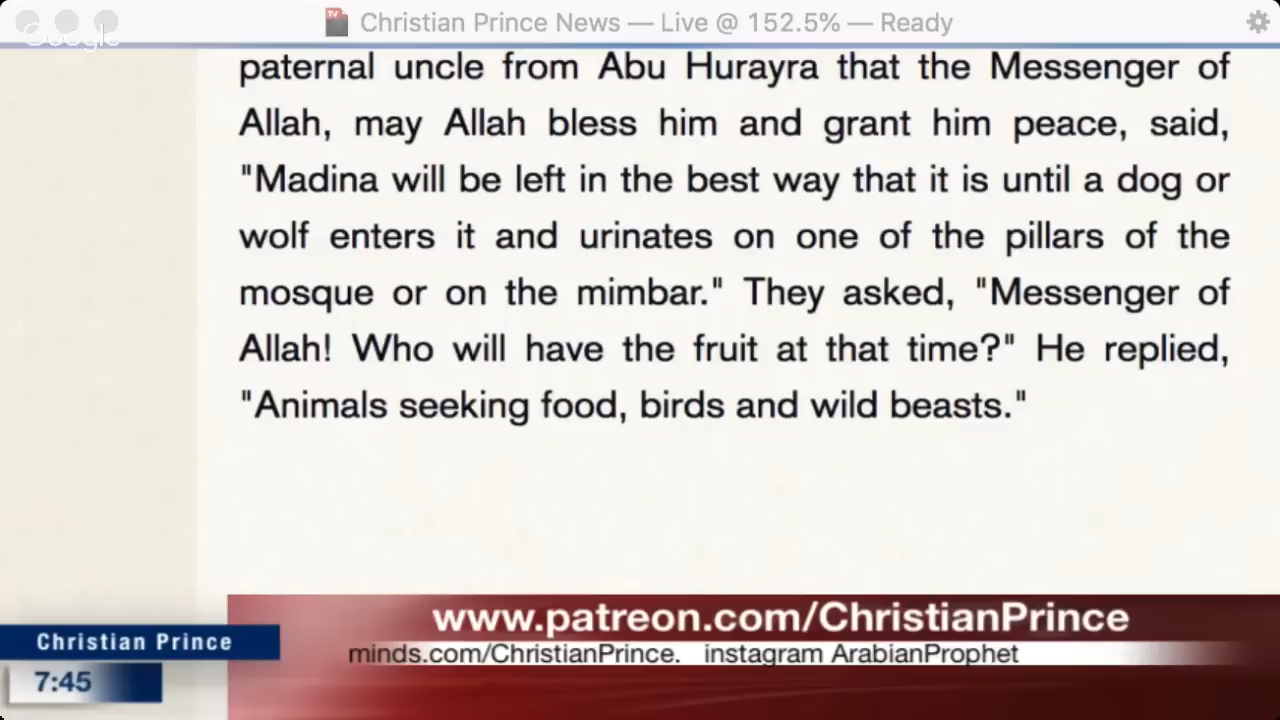 Christian Prince News — Live @ 152.5% — Ready
Google
paternal uncle from Abu Hurayra that the Messenger of
Allah, may Allah bless him and grant him peace, said,
"Madina will be left in the best way that it is until a dog or
wolf enters it and urinates on one of the pillars of the
mosque or on the mimbar." They asked, "Messenger of
Allah! Who will have the fruit at that time?" He replied,
"Animals seeking food, birds and wild beasts."
www.patreon.com/ChristianPrince
Christian Prince
minds.com/ChristianPrince. instagram ArabianProphet
7:45